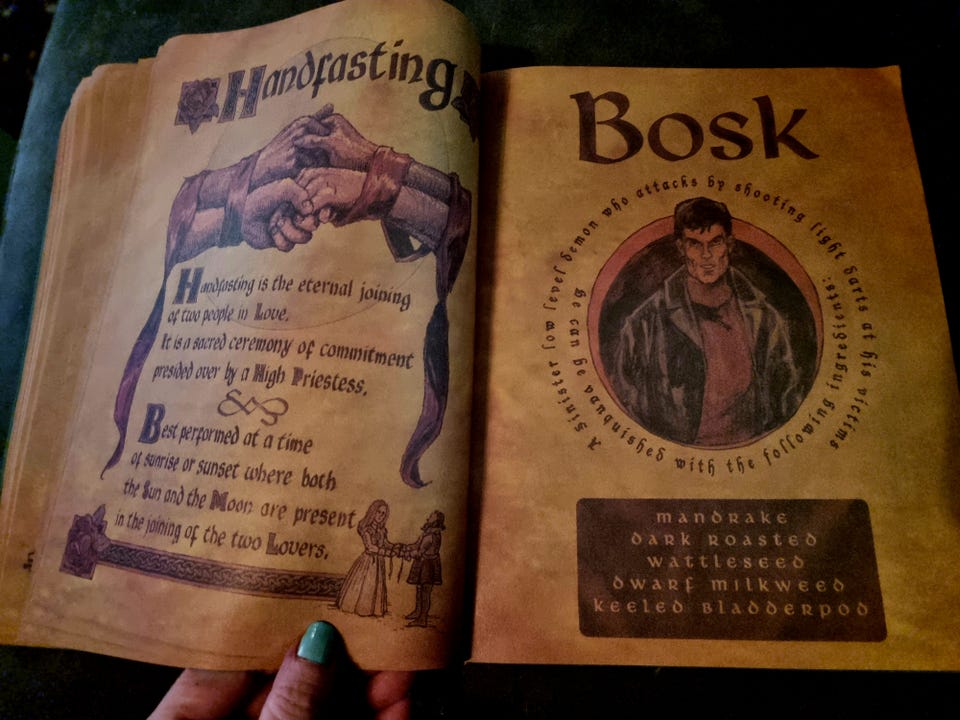 Handfasting
Handfasting is the eternal joining
of two people in Love.
It is a sacred ceremony of commitment
presided over by a High Priestess.
Best performed at a time
of sunrise or sunset where both
the Sun and the Moon are present
in the joining of the two Lovers.
Bosk
A Sinister low level demon who attacks by shooting light darts at his victims
He can be vanquished with the following ingredients:
MANDRAKE
DARK ROASTED
WATTLESEED
DWARF MILKWEED
KEELED BLADDERPOD